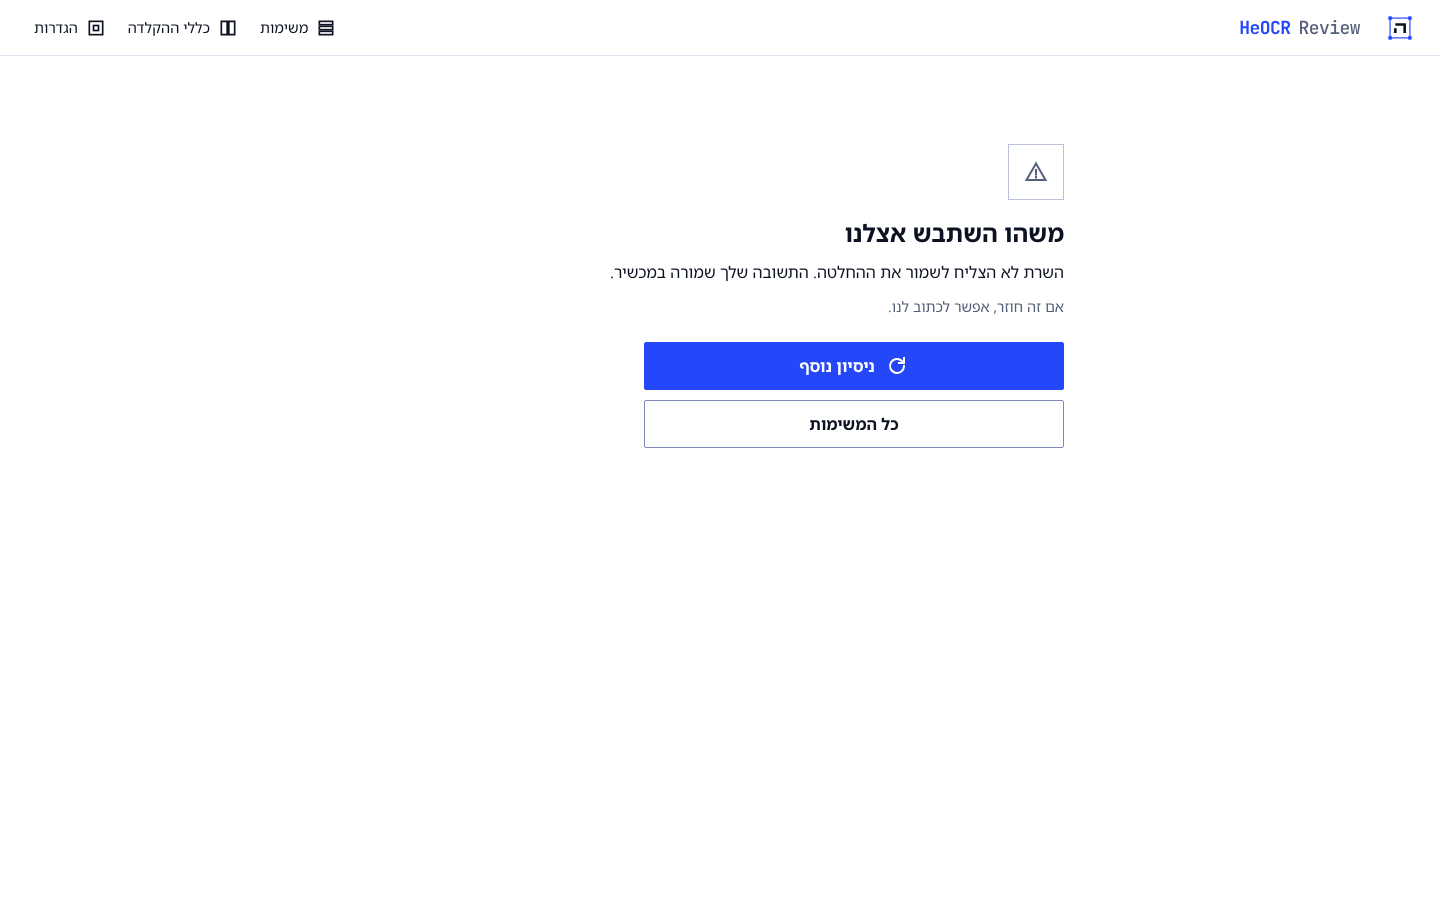 ה HeOCR Review
משימות כללי ההקלדה הגדרות
משהו השתבש אצלנו
השרת לא הצליח לשמור את ההחלטה. התשובה שלך שמורה במכשיר.
אם זה חוזר, אפשר לכתוב לנו.
ניסיון נוסף
כל המשימות